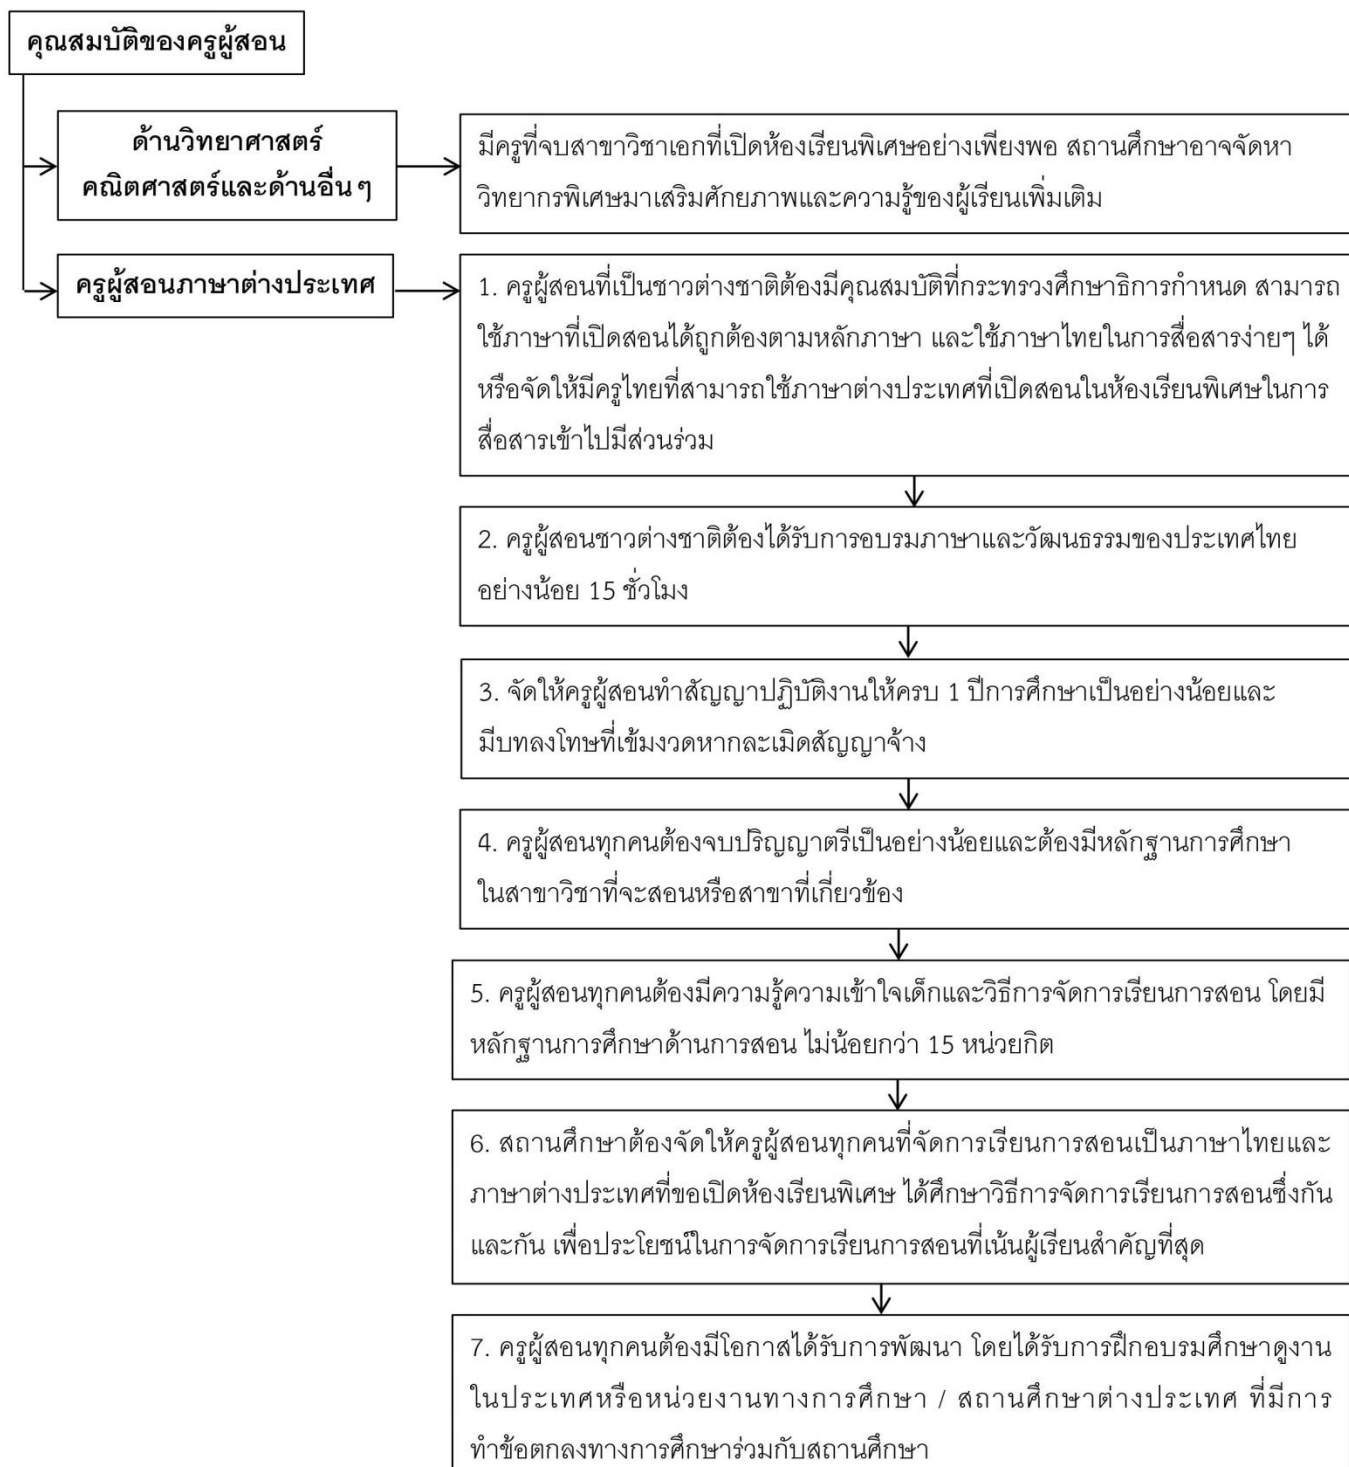 คุณสมบัติของครูผู้สอน
ด้านวิทยาศาสตร์
คณิตศาสตร์และด้านอื่นๆ
มีครูที่จบสาขาวิชาเอกที่เปิดห้องเรียนพิเศษอย่างเพียงพอ สถานศึกษาอาจจัดหา
วิทยากรพิเศษมาเสริมศักยภาพและความรู้ของผู้เรียนเพิ่มเติม
ครูผู้สอนภาษาต่างประเทศ
1. ครูผู้สอนที่เป็นชาวต่างชาติต้องมีคุณสมบัติที่กระทรวงศึกษาธิการกำหนด สามารถ
ใช้ภาษาที่เปิดสอนได้ถูกต้องตามหลักภาษา และใช้ภาษาไทยในการสื่อสารง่ายๆ ได้
หรือจัดให้มีครูไทยที่สามารถใช้ภาษาต่างประเทศที่เปิดสอนในห้องเรียนพิเศษในการ
สื่อสารเข้าไปมีส่วนร่วม
2. ครูผู้สอนชาวต่างชาติต้องได้รับการอบรมภาษาและวัฒนธรรมของประเทศไทย
อย่างน้อย 15 ชั่วโมง
3. จัดให้ครูผู้สอนทำสัญญาปฏิบัติงานให้ครบ 1 ปีการศึกษาเป็นอย่างน้อยและ
มีบทลงโทษที่เข้มงวดหากละเมิดสัญญาจ้าง
4. ครูผู้สอนทุกคนต้องจบปริญญาตรีเป็นอย่างน้อยและต้องมีหลักฐานการศึกษา
ในสาขาวิชาที่จะสอนหรือสาขาที่เกี่ยวข้อง
5. ครูผู้สอนทุกคนต้องมีความรู้ความเข้าใจเด็กและวิธีการจัดการเรียนการสอน โดยมี
หลักฐานการศึกษาด้านการสอน ไม่น้อยกว่า 15 หน่วยกิต
6. สถานศึกษาต้องจัดให้ครูผู้สอนทุกคนที่จัดการเรียนการสอนเป็นภาษาไทยและ
ภาษาต่างประเทศที่ขอเปิดห้องเรียนพิเศษ ได้ศึกษาวิธีการจัดการเรียนการสอนซึ่งกัน
และกัน เพื่อประโยชน์ในการจัดการเรียนการสอนที่เน้นผู้เรียนสำคัญที่สุด
7. ครูผู้สอนทุกคนต้องมีโอกาสได้รับการพัฒนา โดยได้รับการฝึกอบรมศึกษาดูงาน
ในประเทศหรือหน่วยงานทางการศึกษา / สถานศึกษาต่างประเทศ ที่มีการ
ทำข้อตกลงทางการศึกษาร่วมกับสถานศึกษา